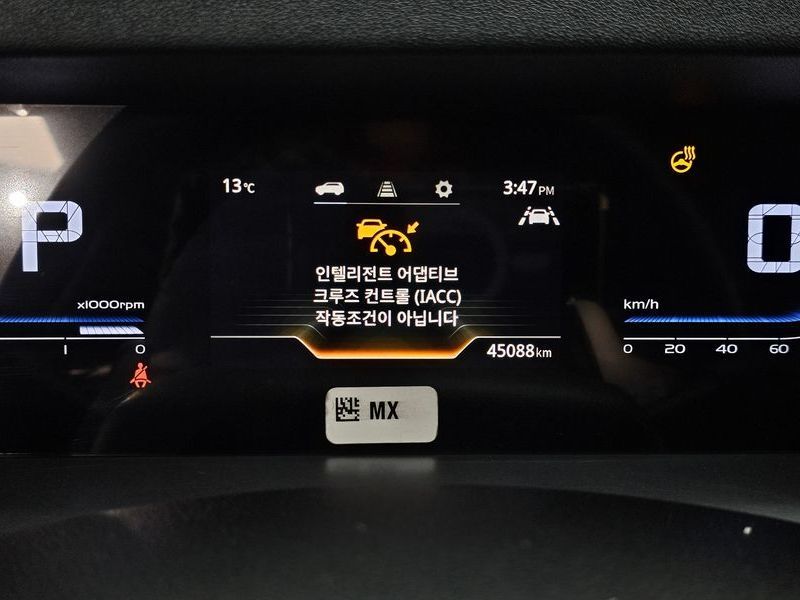 13℃
3:47PM
P
0
인텔리전트 어댑티브
크루즈 컨트롤 (IACC)
작동조건이 아닙니다
x1000rpm
km/h
1 0
0 20 40 60
45088km
MX